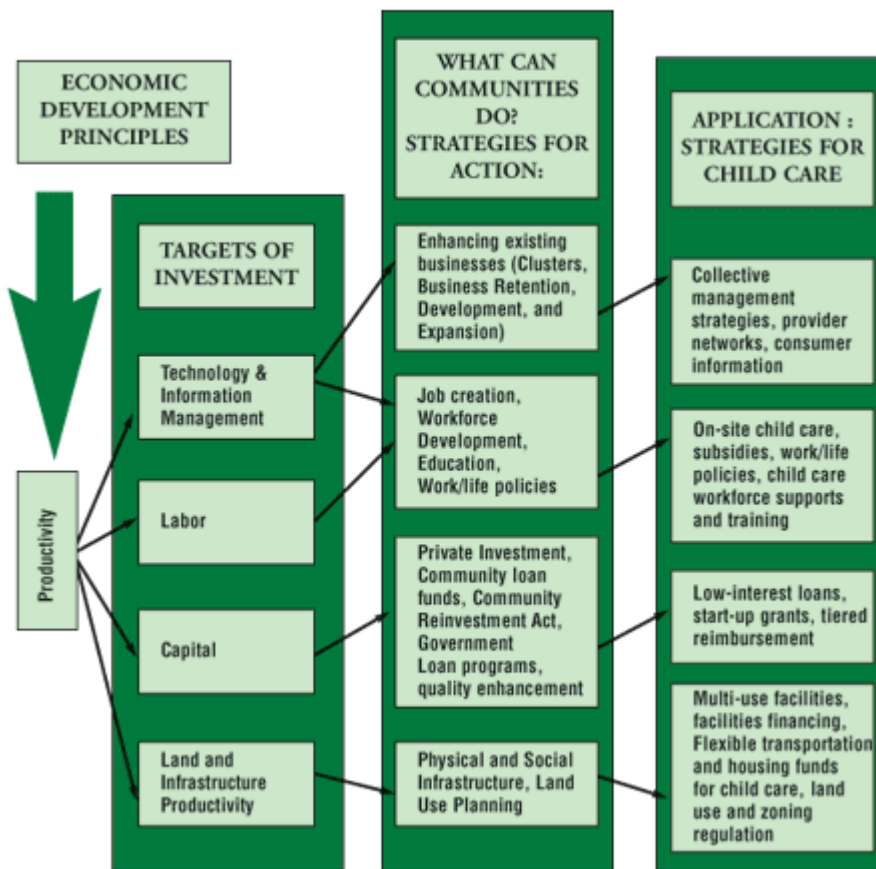 ECONOMIC
DEVELOPMENT
PRINCIPLES
Productivity
TARGETS OF
INVESTMENT
Technology &
Information
Management
Labor
Capital
Land and
Infrastructure
Productivity
WHAT CAN
COMMUNITIES
DO?
STRATEGIES FOR
ACTION:
Enhancing existing
businesses (Clusters,
Business Retention,
Development, and
Expansion)
Job creation,
Workforce
Development,
Education,
Work/life policies
Private Investment,
Community loan
funds, Community
Reinvestment Act,
Government
Loan programs,
quality enhancement
Physical and Social
Infrastructure, Land
Use Planning
APPLICATION :
STRATEGIES FOR
CHILD CARE
Collective
management
strategies, provider
networks, consumer
information
On-site child care,
subsidies, work/life
policies, child care
workforce supports
and training
Low-interest loans,
start-up grants, tiered
reimbursement
Multi-use facilities,
facilities financing,
Flexible transportation
and housing funds
for child care, land
use and zoning
regulation